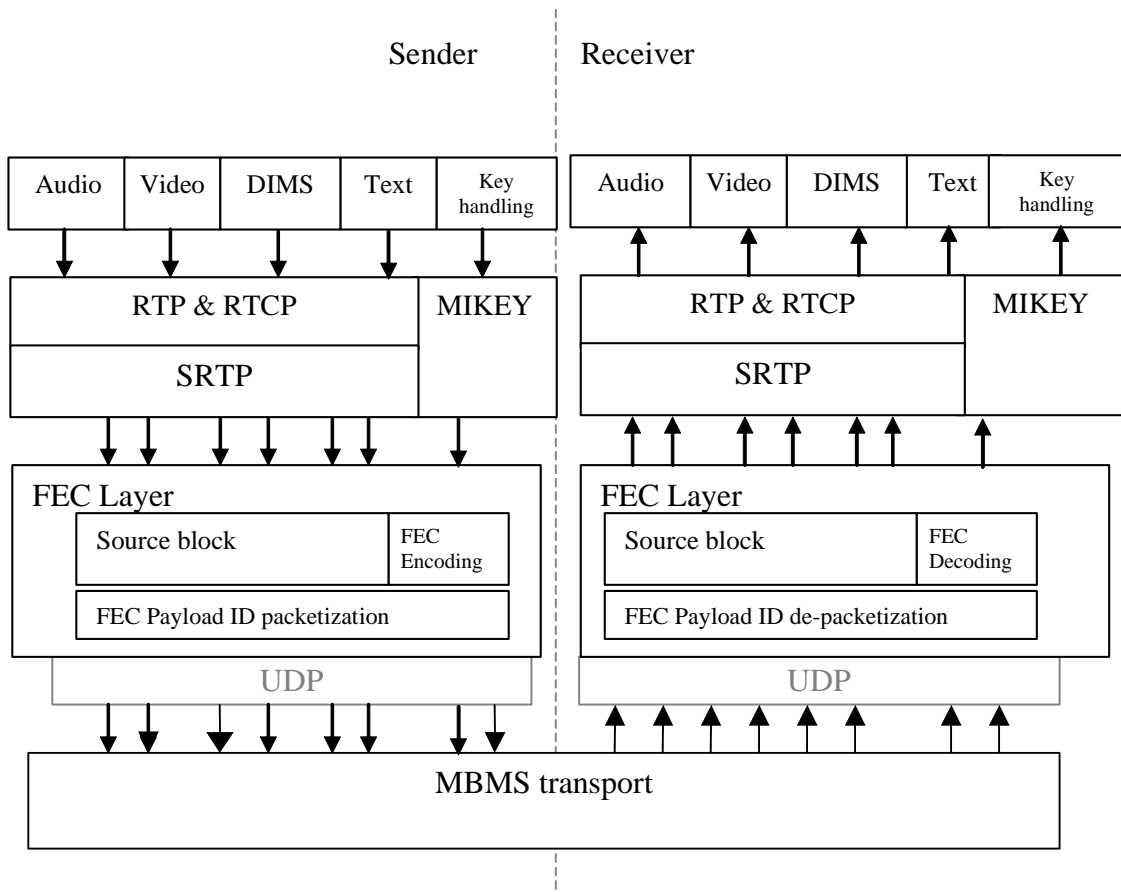 Sender
Receiver
Audio
Video
DIMS
Text
Key
handling
Audio
Video
DIMS
Text
Key
handling
RTP & RTCP
MIKEY
SRTP
RTP & RTCP
MIKEY
SRTP
FEC Layer
Source block
FEC
Encoding
FEC Payload ID packetization
FEC Layer
Source block
FEC
Decoding
FEC Payload ID de-packetization
UDP
UDP
MBMS transport